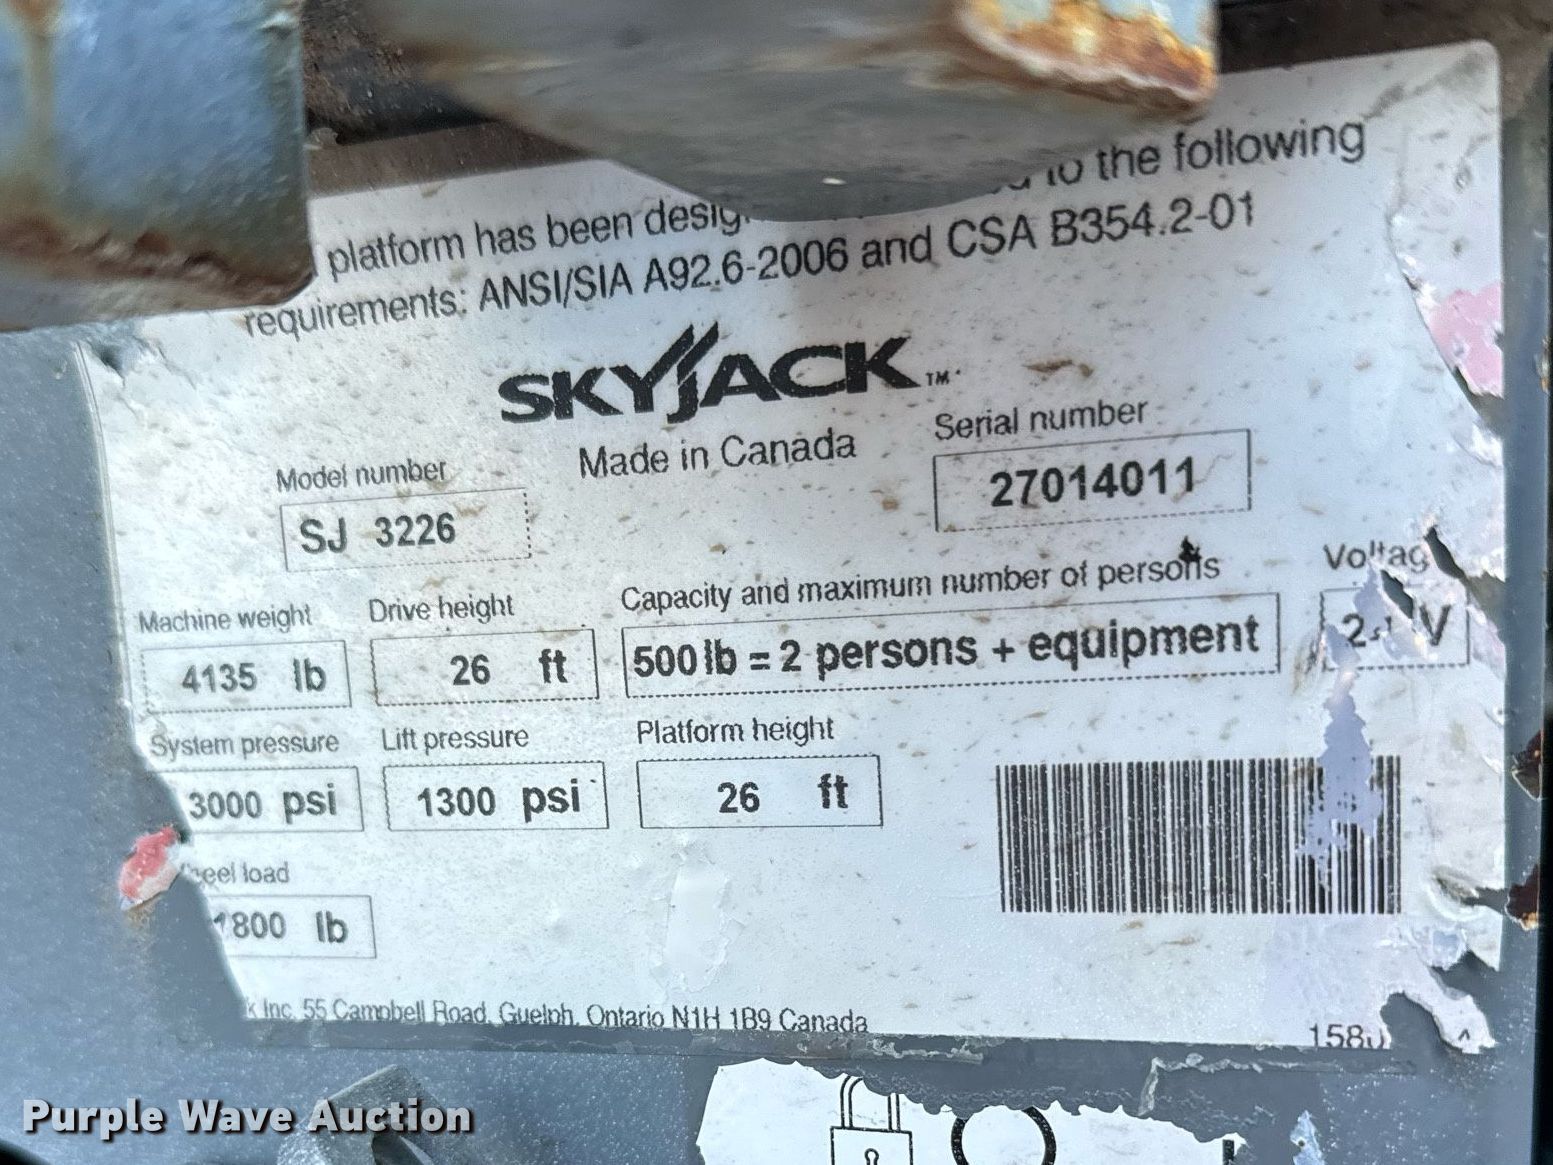 platform has been
to the following
requirements: ANSI/SIA A92.6-2006 and CSA B354.2-01
SKYJACK™
Made in Canada
Serial number
27014011
Model number
SJ 3226
Machine weight
4135 lb
Drive height
26 ft
Capacity and maximum number of persons
500 lb = 2 persons + equipment
V
System pressure
3000 psi
Lift pressure
1300 psi
Platform height
26 ft
load
1800 lb
Inc. 55 Campbell Road, Guelph, Ontario N1H 1B9 Canada
Purple Wave Auction